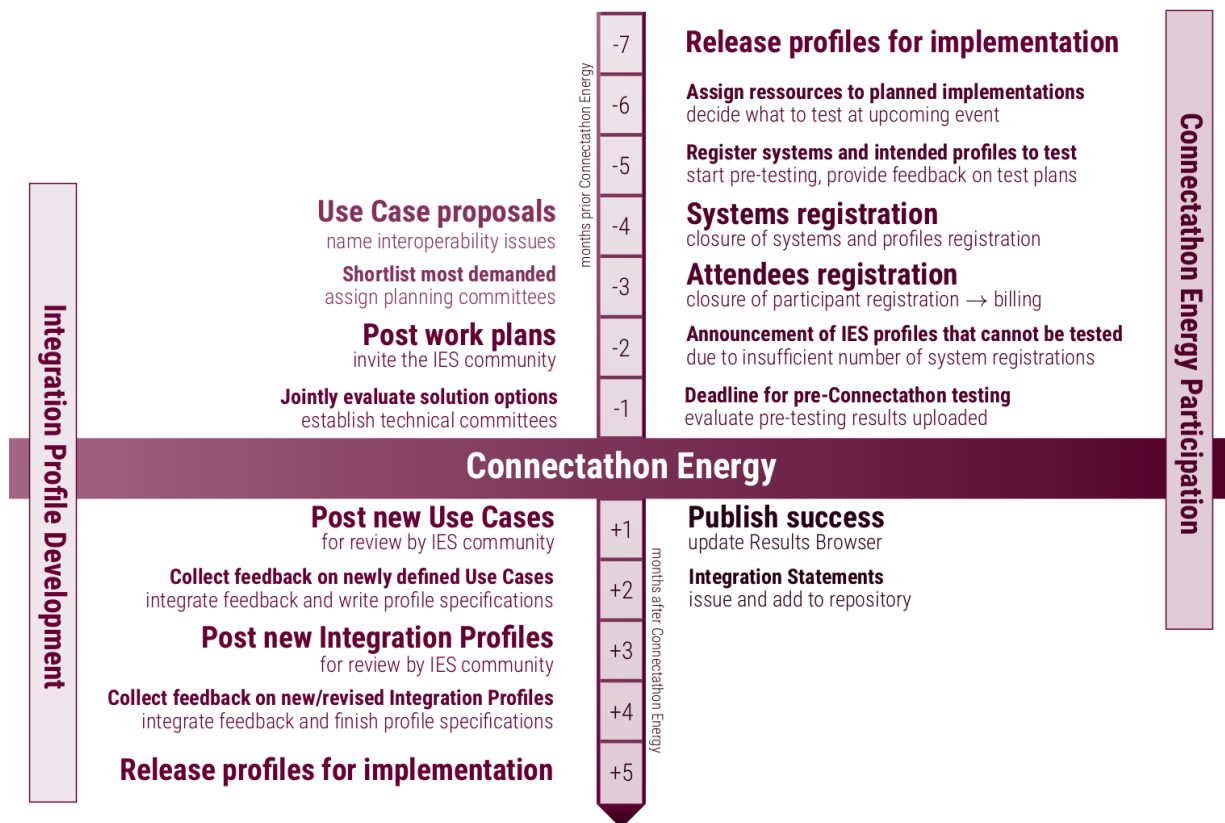 -7
Release profiles for implementation
months prior Connectathon Energy
-6
Assign ressources to planned implementations
decide what to test at upcoming event
-5
Register systems and intended profiles to test
start pre-testing, provide feedback on test plans
Use Case proposals
name interoperability issues
-4
Systems registration
closure of systems and profiles registration
Shortlist most demanded
assign planning committees
-3
Attendees registration
closure of participant registration → billing
Post work plans
invite the IES community
-2
Announcement of IES profiles that cannot be tested
due to insufficient number of system registrations
Jointly evaluate solution options
establish technical committees
-1
Deadline for pre-Connectathon testing
evaluate pre-testing results uploaded
Connectathon Energy
Post new Use Cases
for review by IES community
+1
Publish success
update Results Browser
Collect feedback on newly defined Use Cases
integrate feedback and write profile specifications
+2
Integration Statements
issue and add to repository
Post new Integration Profiles
for review by IES community
+3
months after Connectathon Energy
Collect feedback on new/revised Integration Profiles
integrate feedback and finish profile specifications
+4
Release profiles for implementation
+5
Integration Profile Development
Connectathon Energy Participation